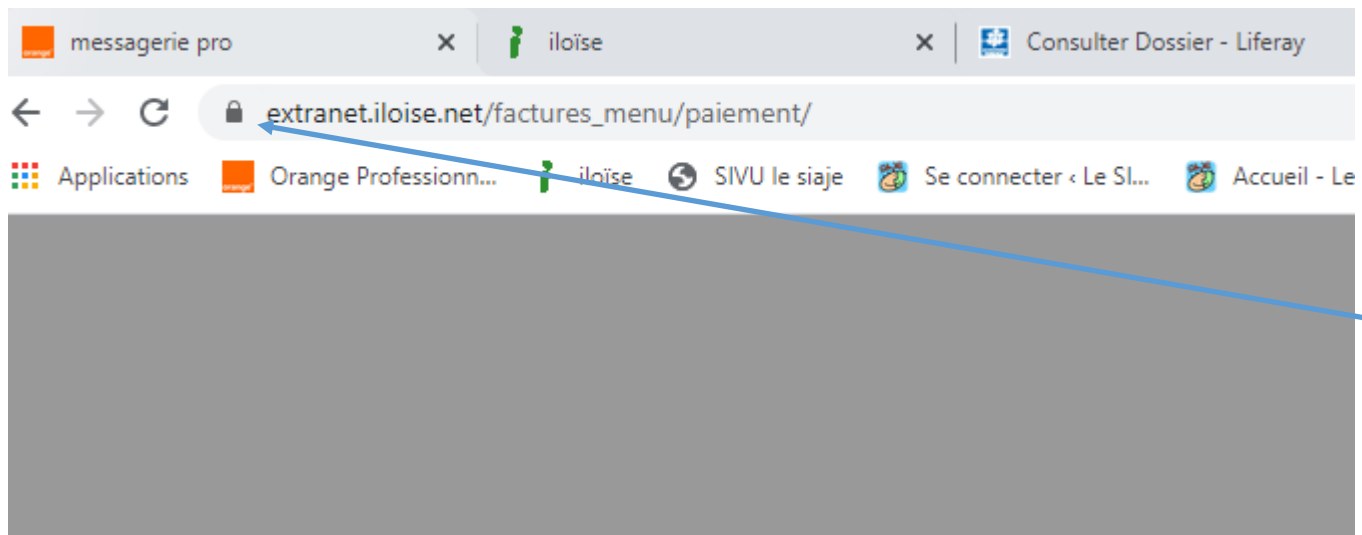 messagerie pro iloïse Consulter Dossier - Liferay
extranet.iloise.net/factures_menu/paiement/
Applications Orange Professionn... iloïse SIVU le siaje Se connecter ‹ Le SI... Accueil - Le